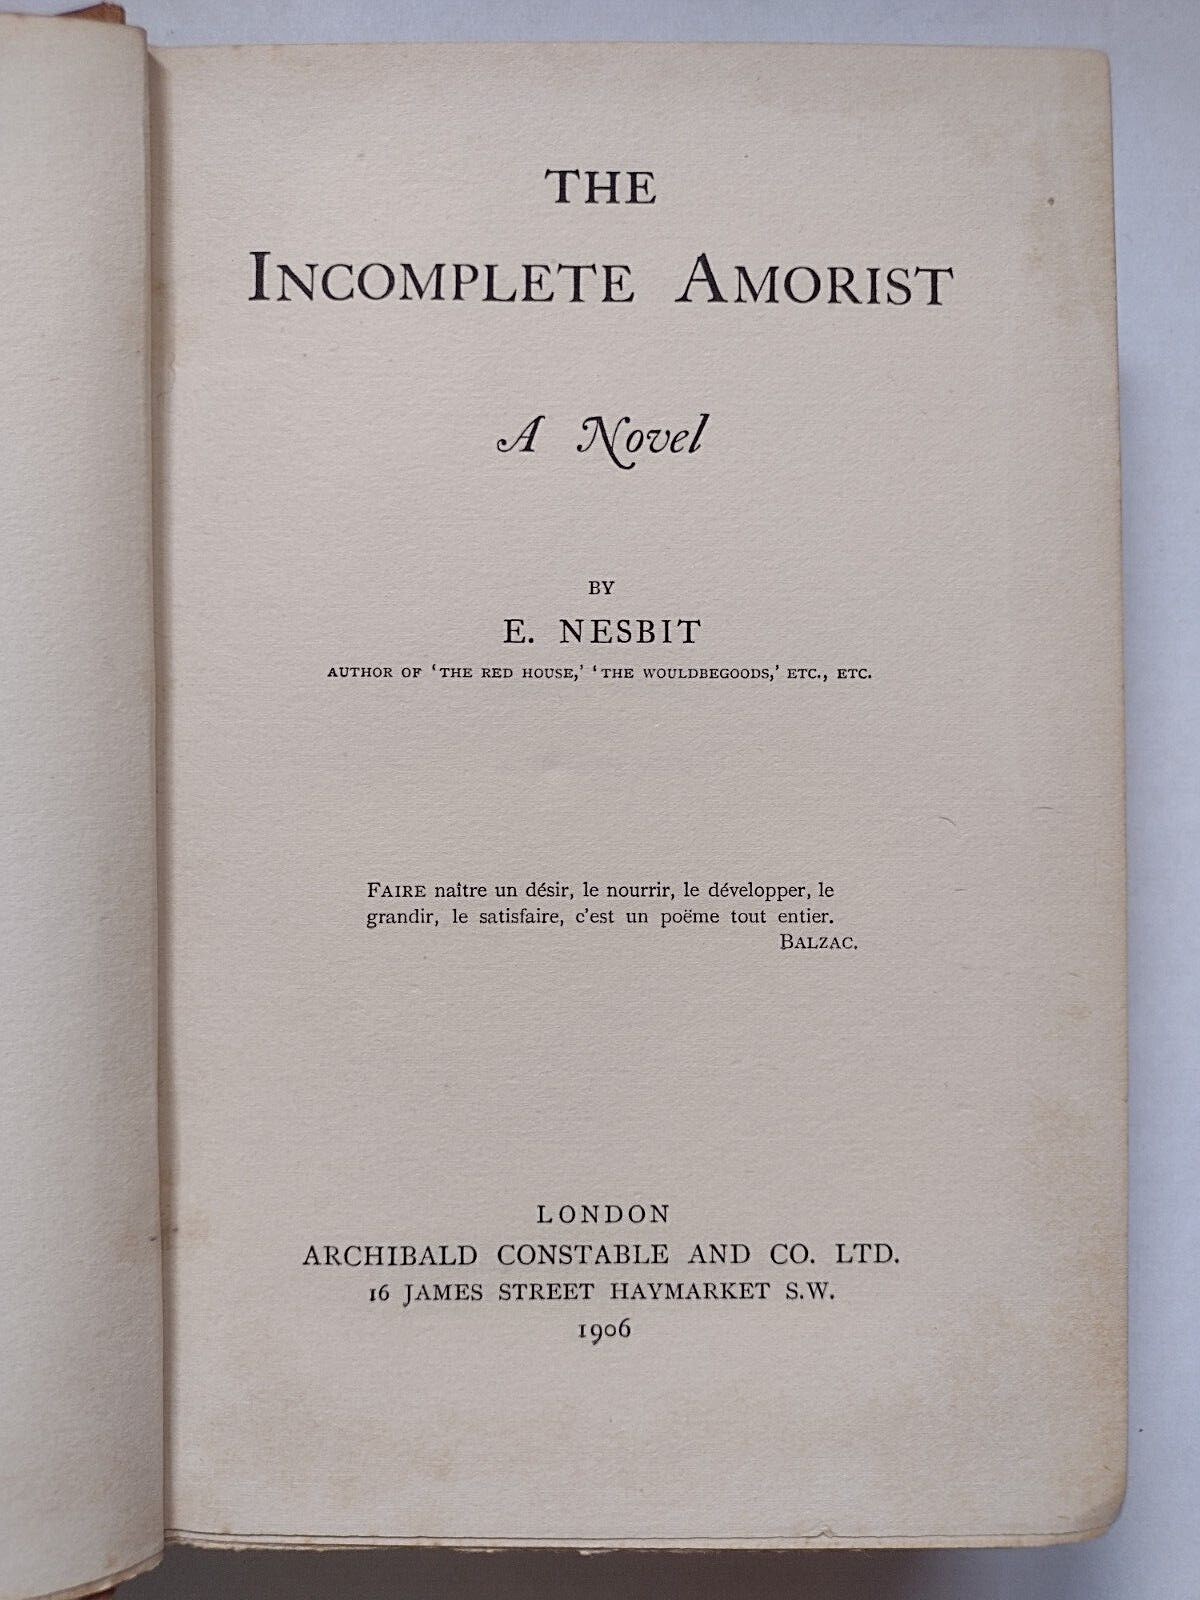 THE
INCOMPLETE AMORIST
A Novel
BY
E. NESBIT
AUTHOR OF ‘THE RED HOUSE,’ ‘THE WOULDBEGOODS,’ ETC., ETC.
FAIRE naître un désir, le nourrir, le développer, le
grandir, le satisfaire, c’est un poëme tout entier.
BALZAC.
LONDON
ARCHIBALD CONSTABLE AND CO. LTD.
16 JAMES STREET HAYMARKET S.W.
1906